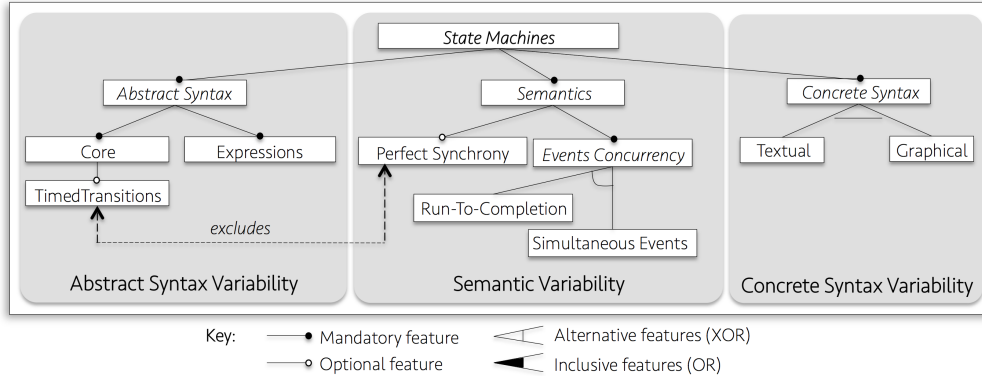 State Machines
Abstract Syntax
Semantics
Concrete Syntax
Core
Expressions
Perfect Synchrony
Events Concurrency
Textual
Graphical
TimedTransitions
Run-To-Completion
excludes
Simultaneous Events
Abstract Syntax Variability
Semantic Variability
Concrete Syntax Variability
Key:
Mandatory feature
Alternative features (XOR)
Optional feature
Inclusive features (OR)